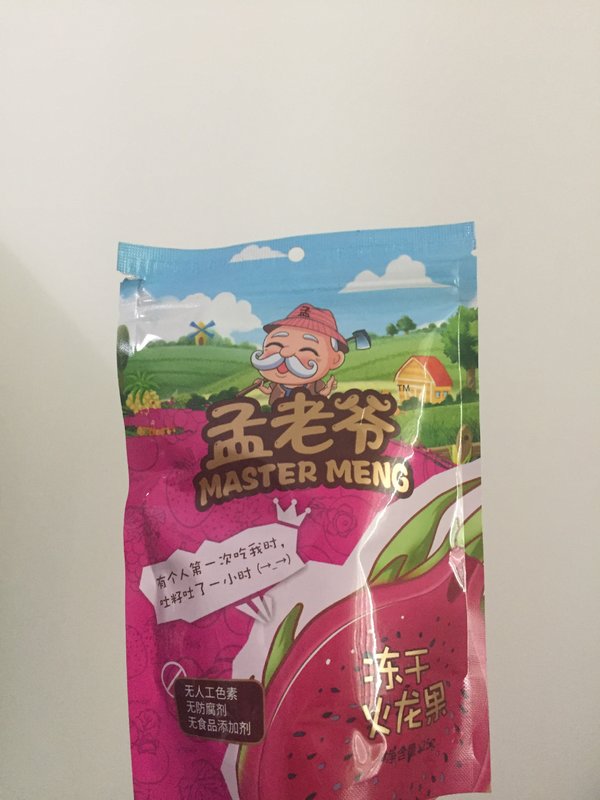 孟
TM
孟老爷
MASTER MENG
有个人第一次吃我时，
吐籽吐了一小时(→_→)
冻干
火龙果
无人工色素
无防腐剂
无食品添加剂